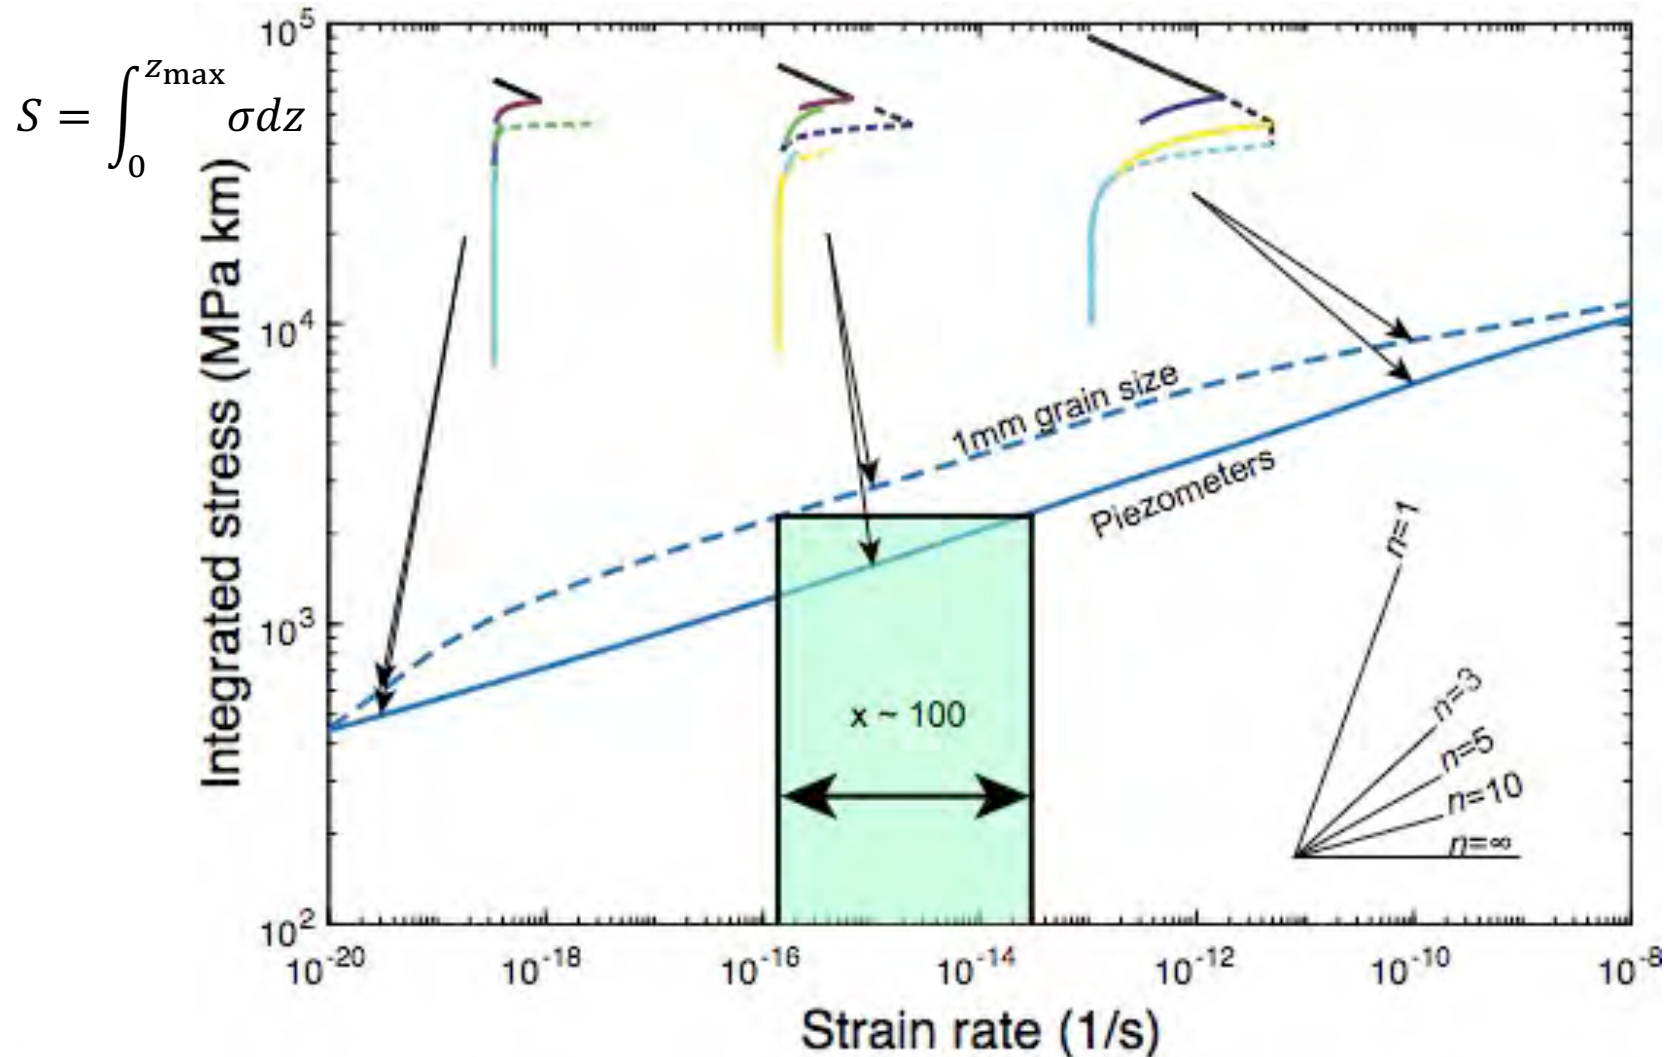 S = ∫₀^{z_max} σdz
Integrated stress (MPa km)
10⁵
10⁴
10³
10²
1mm grain size
Piezometers
x ~ 100
n=1
n=3
n=5
n=10
n=∞
10⁻²⁰ 10⁻¹⁸ 10⁻¹⁶ 10⁻¹⁴ 10⁻¹² 10⁻¹⁰ 10⁻⁸
Strain rate (1/s)